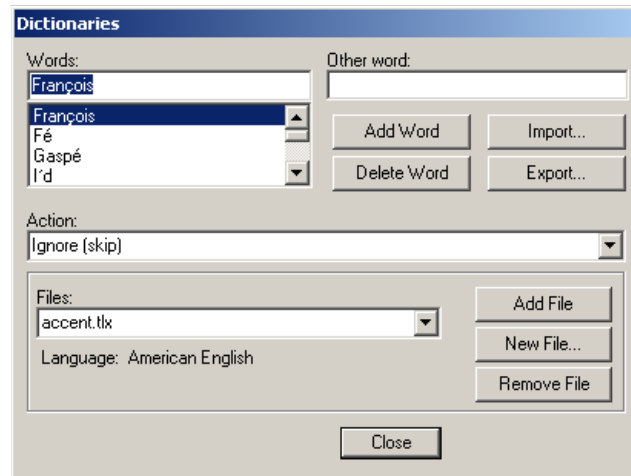 Dictionaries
Words:
Other word:
François
François
Fé
Gaspé
I'd
Add Word
Import...
Delete Word
Export...
Action:
Ignore (skip)
Files:
accent.tlx
Language: American English
Add File
New File...
Remove File
Close